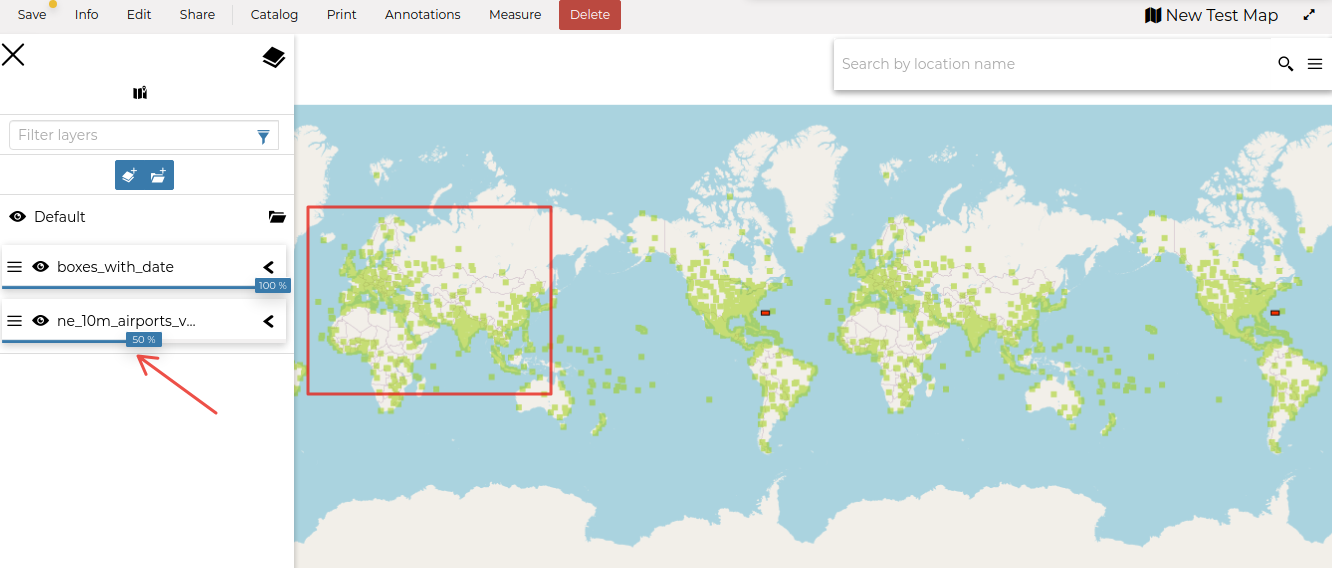 Save Info Edit Share Catalog Print Annotations Measure Delete New Test Map
Search by location name
Filter layers
Default
boxes_with_date
100 %
ne_10m_airports_v...
50 %